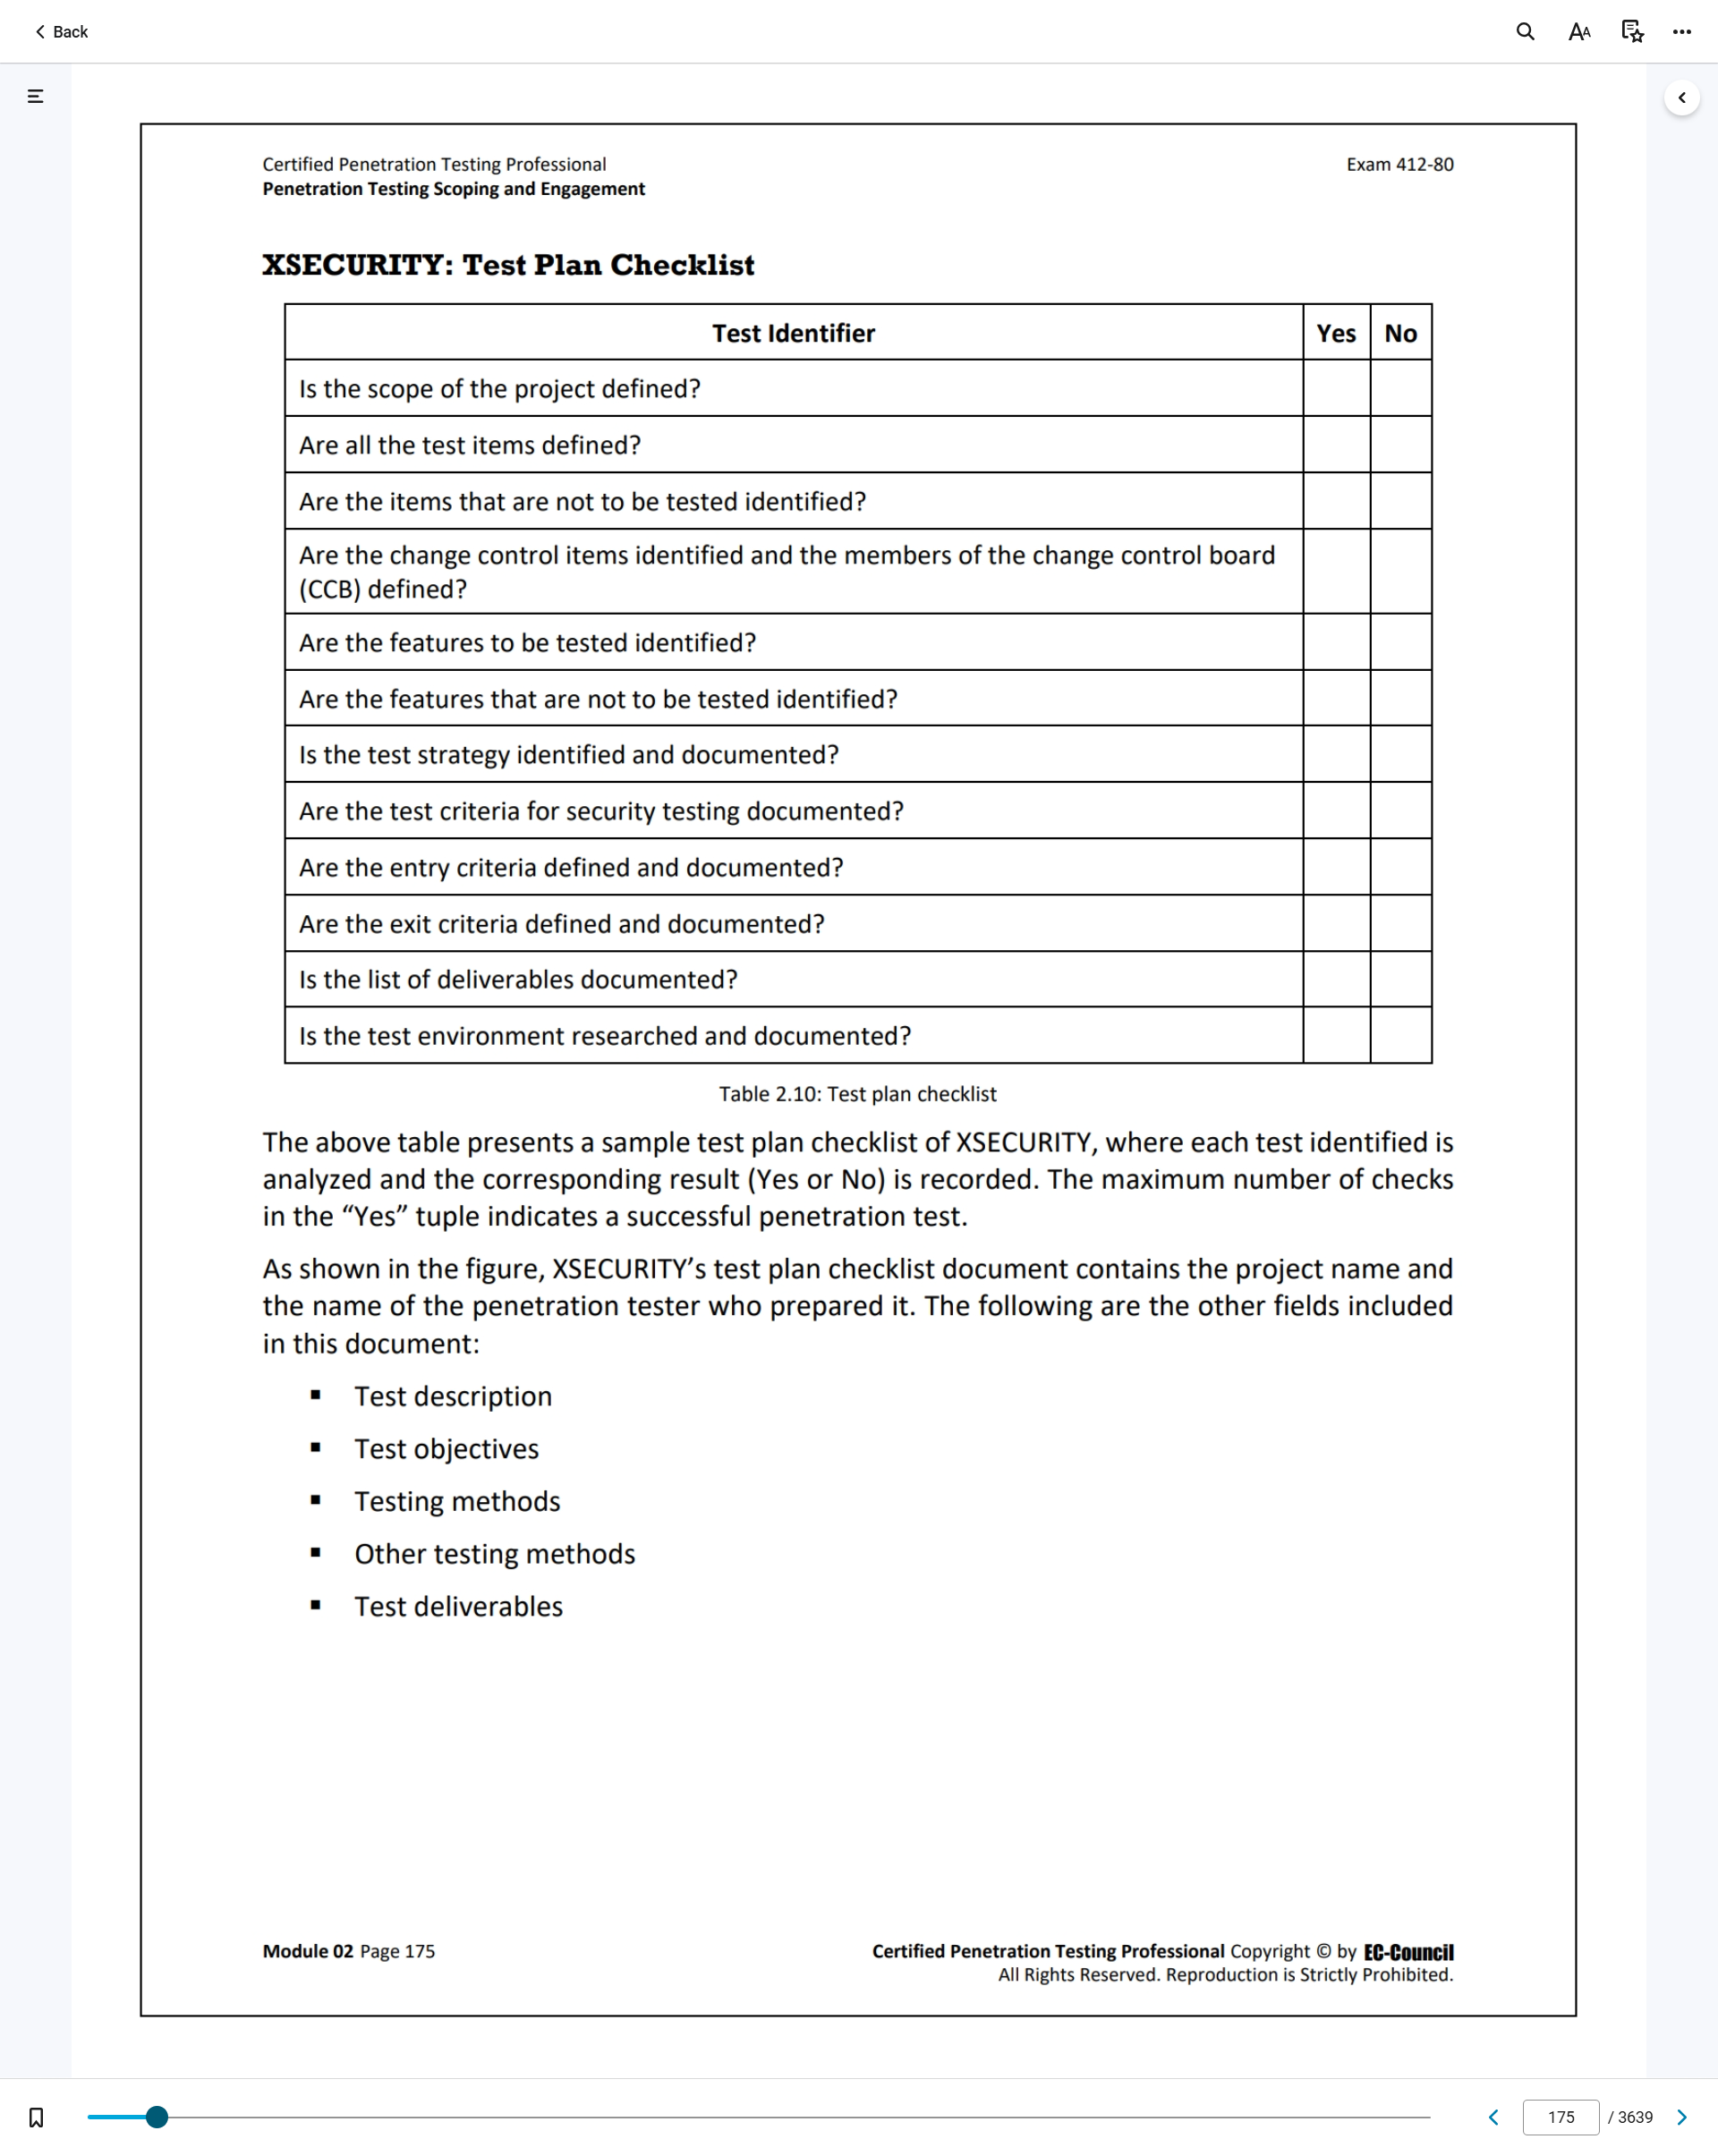 Back
Certified Penetration Testing Professional
Exam 412-80
Penetration Testing Scoping and Engagement
XSECURITY: Test Plan Checklist
Test Identifier Yes No
Is the scope of the project defined?
Are all the test items defined?
Are the items that are not to be tested identified?
Are the change control items identified and the members of the change control board
(CCB) defined?
Are the features to be tested identified?
Are the features that are not to be tested identified?
Is the test strategy identified and documented?
Are the test criteria for security testing documented?
Are the entry criteria defined and documented?
Are the exit criteria defined and documented?
Is the list of deliverables documented?
Is the test environment researched and documented?
Table 2.10: Test plan checklist
The above table presents a sample test plan checklist of XSECURITY, where each test identified is
analyzed and the corresponding result (Yes or No) is recorded. The maximum number of checks
in the “Yes” tuple indicates a successful penetration test.
As shown in the figure, XSECURITY’s test plan checklist document contains the project name and
the name of the penetration tester who prepared it. The following are the other fields included
in this document:
▪ Test description
▪ Test objectives
▪ Testing methods
▪ Other testing methods
▪ Test deliverables
Module 02 Page 175
Certified Penetration Testing Professional Copyright © by EC-Council
All Rights Reserved. Reproduction is Strictly Prohibited.
175 / 3639